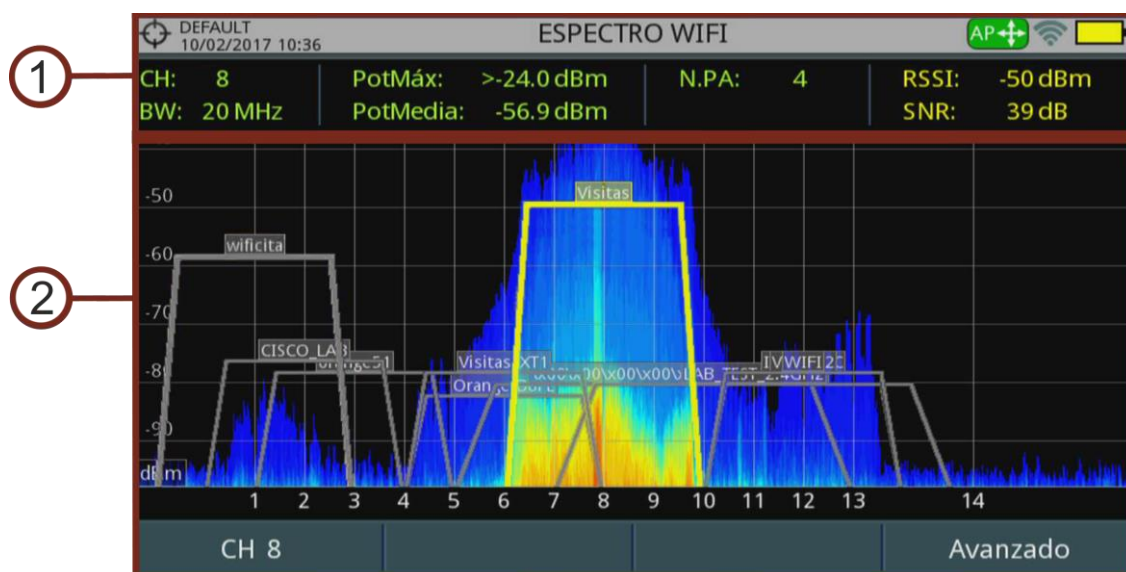 DEFAULT
10/02/2017 10:36
ESPECTRO WIFI
AP
1
CH: 8
PotMáx: >-24.0 dBm
N.PA: 4
RSSI: -50 dBm
BW: 20 MHz
PotMedia: -56.9 dBm
SNR: 39 dB
2
-50
Visitas
wificita
-60
-70
CISCO_LAB
Visitas
XT1
WIFI
-80
-90
dBm
1 2 3 4 5 6 7 8 9 10 11 12 13 14
CH 8
Avanzado